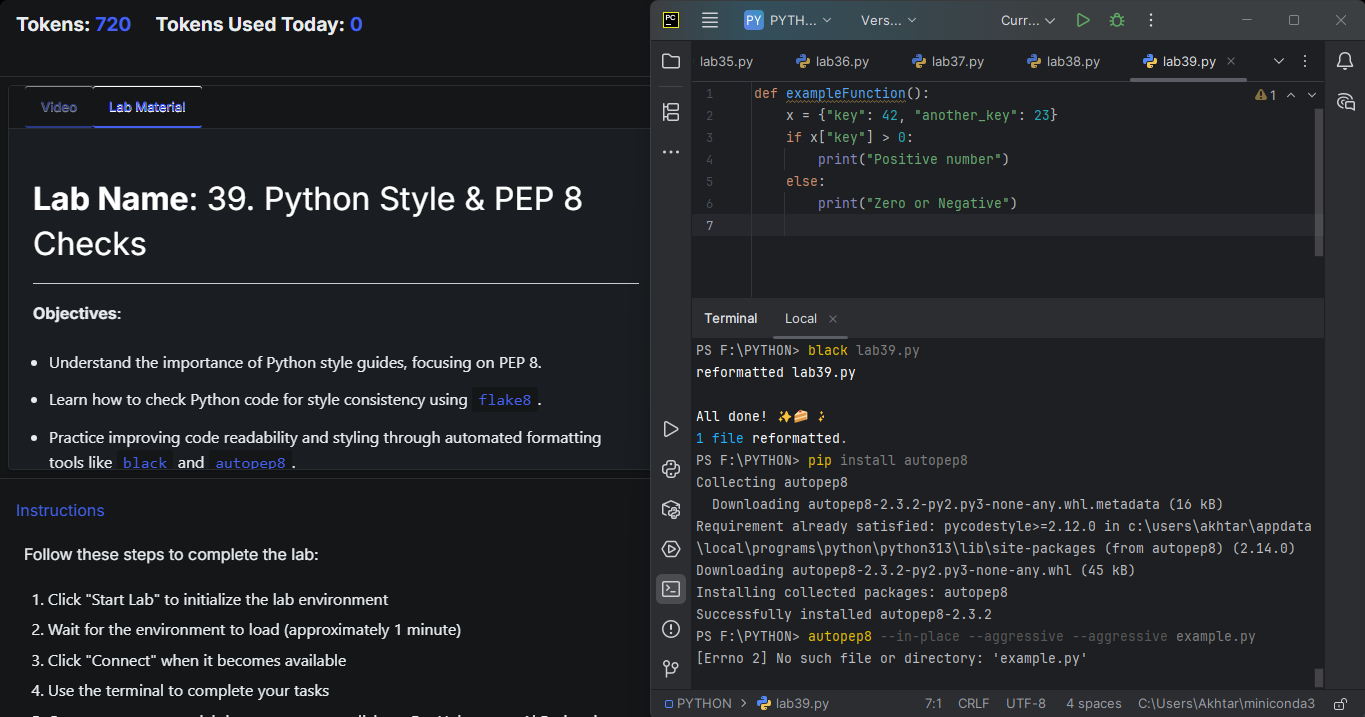 Tokens: 720 Tokens Used Today: 0
Video Lab Material
Lab Name: 39. Python Style & PEP 8
Checks
Objectives:
Understand the importance of Python style guides, focusing on PEP 8.
Learn how to check Python code for style consistency using flake8 .
Practice improving code readability and styling through automated formatting
tools like black and autopep8 .
Instructions
Follow these steps to complete the lab:
1. Click "Start Lab" to initialize the lab environment
2. Wait for the environment to load (approximately 1 minute)
3. Click "Connect" when it becomes available
4. Use the terminal to complete your tasks
PC PY PYTH... Vers... Curr...
lab35.py lab36.py lab37.py lab38.py lab39.py
1 def exampleFunction():
2 x = {"key": 42, "another_key": 23}
3 if x["key"] > 0:
4 print("Positive number")
5 else:
6 print("Zero or Negative")
7
1
Terminal Local
PS F:\PYTHON> black lab39.py
reformatted lab39.py
All done! ✨🍰 ✨
1 file reformatted.
PS F:\PYTHON> pip install autopep8
Collecting autopep8
Downloading autopep8-2.3.2-py2.py3-none-any.whl.metadata (16 kB)
Requirement already satisfied: pycodestyle>=2.12.0 in c:\users\akhtar\appdata
\local\programs\python\python313\lib\site-packages (from autopep8) (2.14.0)
Downloading autopep8-2.3.2-py2.py3-none-any.whl (45 kB)
Installing collected packages: autopep8
Successfully installed autopep8-2.3.2
PS F:\PYTHON> autopep8 --in-place --aggressive --aggressive example.py
[Errno 2] No such file or directory: 'example.py'
PYTHON > lab39.py 7:1 CRLF UTF-8 4 spaces C:\Users\Akhtar\miniconda3